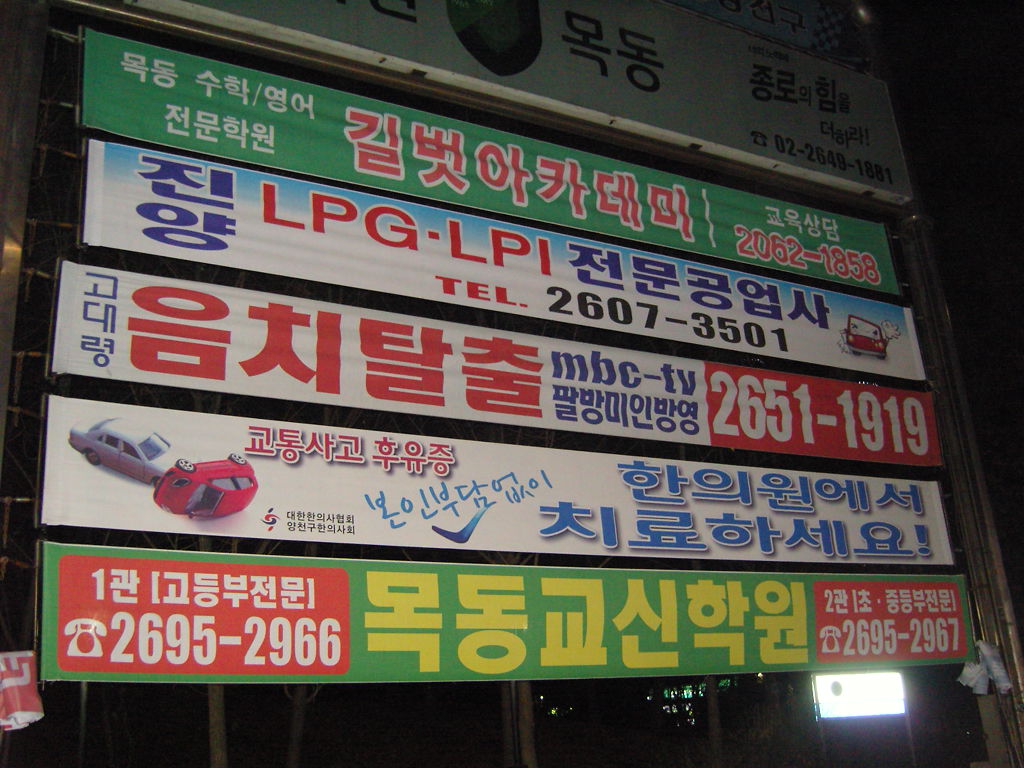 목동
종로의 힘을
더하라!
☎ 02-2649-1881
목동 수학/영어
전문학원
길벗아카데미
교육상담
2062-1858
진양
LPG·LPI 전문공업사
TEL. 2607-3501
고대령
음치탈출
mbc-tv
팔방미인방영
2651-1919
교통사고 후유증
본인부담없이
대한한의사협회
양천구한의사회
한의원에서
치료하세요!
1관 [고등부전문]
☎2695-2966
목동교신학원
2관 [초·중등부전문]
☎2695-2967